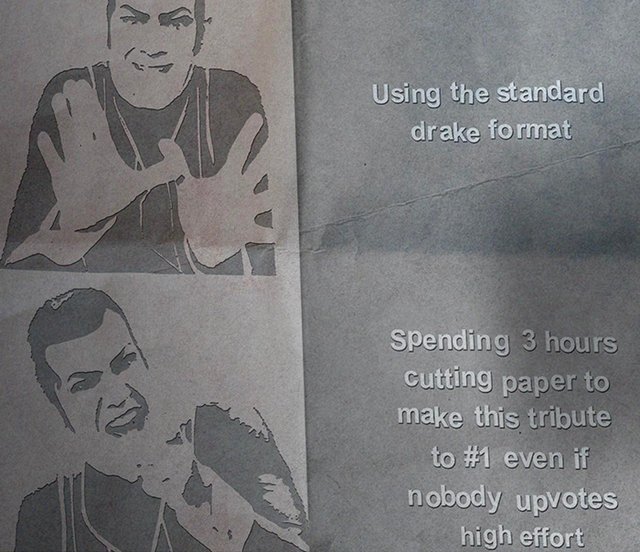 Using the standard
drake format
Spending 3 hours
cutting paper to
make this tribute
to #1 even if
nobody upvotes
high effort